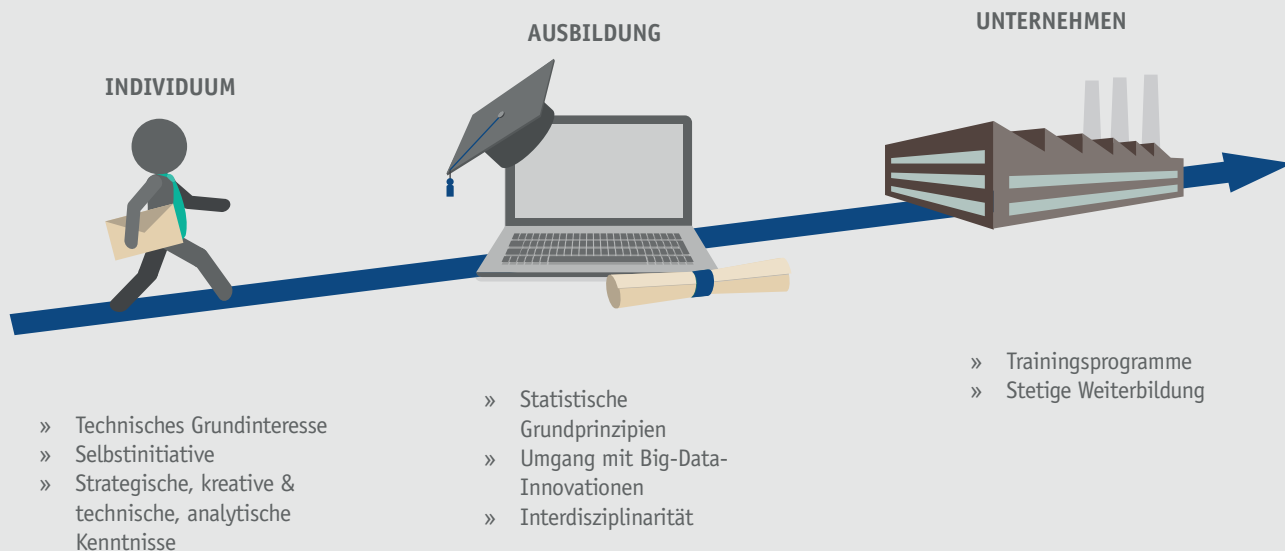 INDIVIDUUM
» Technisches Grundinteresse
» Selbstinitiative
» Strategische, kreative &
technische, analytische
Kenntnisse
AUSBILDUNG
» Statistische
Grundprinzipien
» Umgang mit Big-Data-
Innovationen
» Interdisziplinarität
UNTERNEHMEN
» Trainingsprogramme
» Stetige Weiterbildung